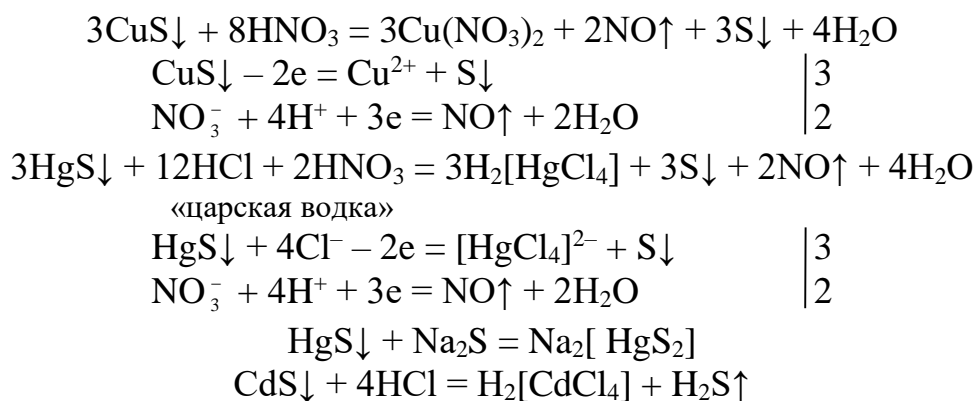 3CuS↓ + 8HNO₃ = 3Cu(NO₃)₂ + 2NO↑ + 3S↓ + 4H₂O
CuS↓ – 2e = Cu²⁺ + S↓ |3
NO₃⁻ + 4H⁺ + 3e = NO↑ + 2H₂O |2
3HgS↓ + 12HCl + 2HNO₃ = 3H₂[HgCl₄] + 3S↓ + 2NO↑ + 4H₂O
«царская водка»
HgS↓ + 4Cl⁻ – 2e = [HgCl₄]²⁻ + S↓ |3
NO₃⁻ + 4H⁺ + 3e = NO↑ + 2H₂O |2
HgS↓ + Na₂S = Na₂[ HgS₂]
CdS↓ + 4HCl = H₂[CdCl₄] + H₂S↑